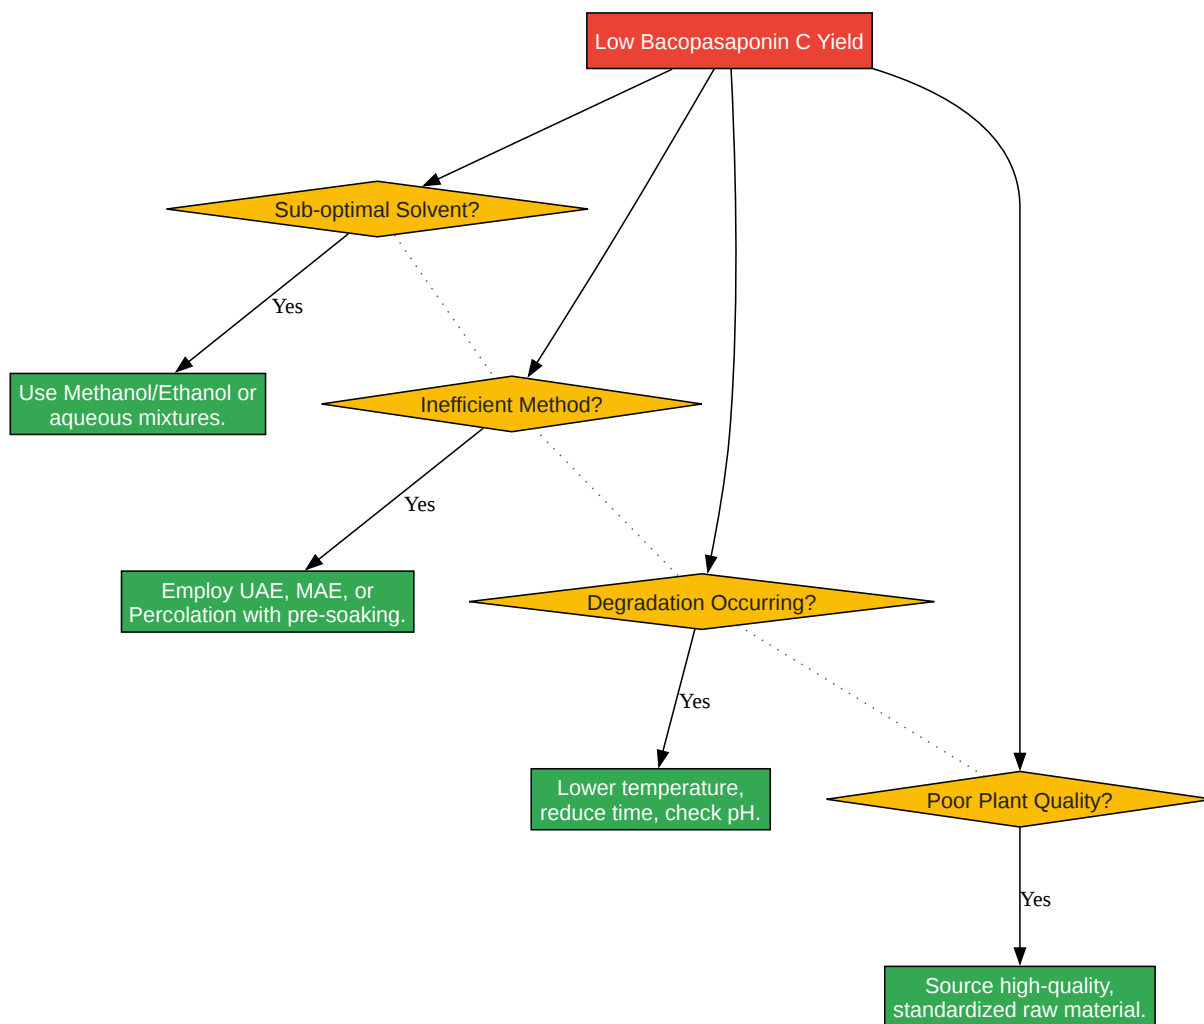 Low Bacopasaponin C Yield
Sub-optimal Solvent?
Yes
Use Methanol/Ethanol or
aqueous mixtures.
Inefficient Method?
Yes
Employ UAE, MAE, or
Percolation with pre-soaking.
Degradation Occurring?
Yes
Lower temperature,
reduce time, check pH.
Poor Plant Quality?
Yes
Source high-quality,
standardized raw material.